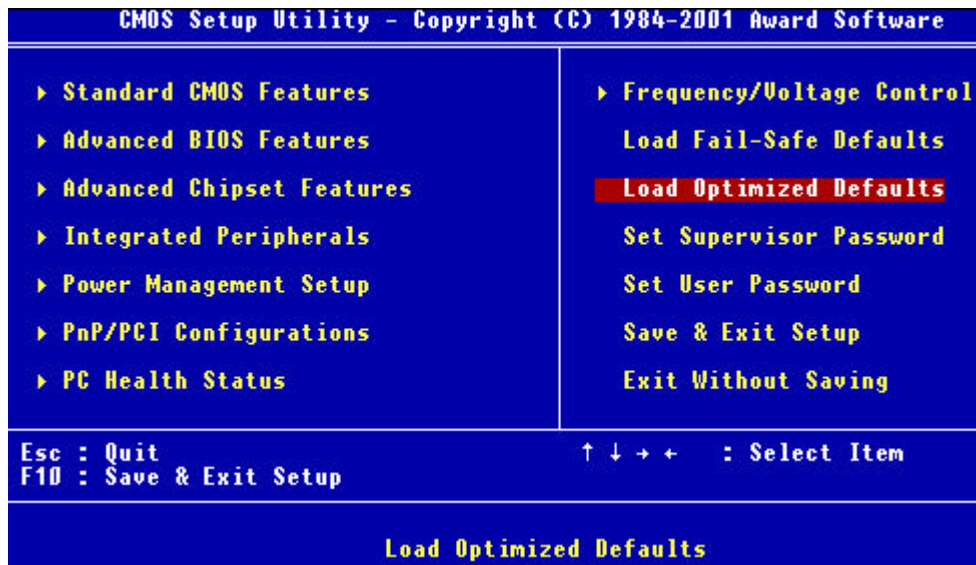 CMOS Setup Utility - Copyright (C) 1984-2001 Award Software
▸ Standard CMOS Features
▸ Advanced BIOS Features
▸ Advanced Chipset Features
▸ Integrated Peripherals
▸ Power Management Setup
▸ PnP/PCI Configurations
▸ PC Health Status
▸ Frequency/Voltage Control
Load Fail-Safe Defaults
Load Optimized Defaults
Set Supervisor Password
Set User Password
Save & Exit Setup
Exit Without Saving
Esc : Quit
F10 : Save & Exit Setup
↑ ↓ → ← : Select Item
Load Optimized Defaults